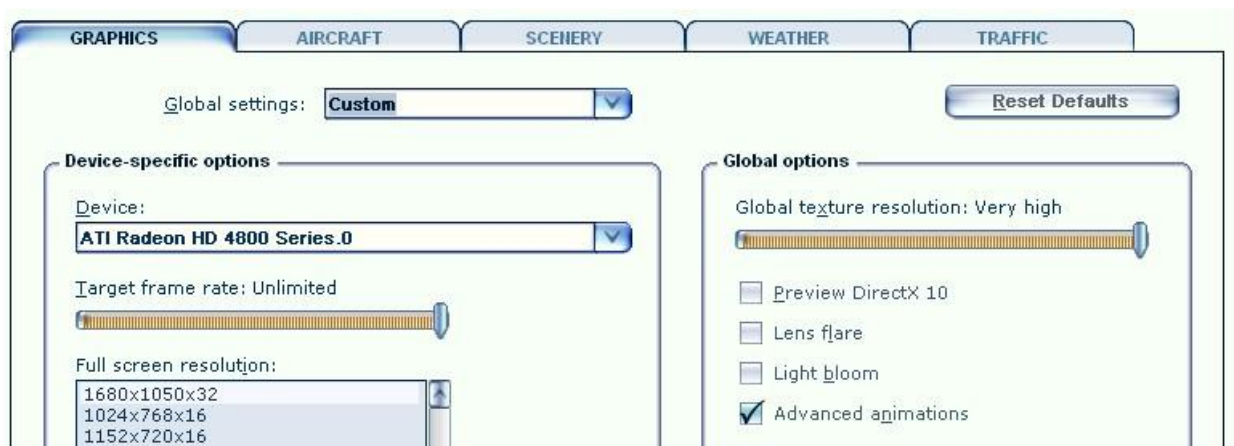 GRAPHICS AIRCRAFT SCENERY WEATHER TRAFFIC
Global settings: Custom Reset Defaults
Device-specific options
Device:
ATI Radeon HD 4800 Series.0
Target frame rate: Unlimited
Full screen resolution:
1680x1050x32
1024x768x16
1152x720x16
Global options
Global texture resolution: Very high
Preview DirectX 10
Lens flare
Light bloom
Advanced animations